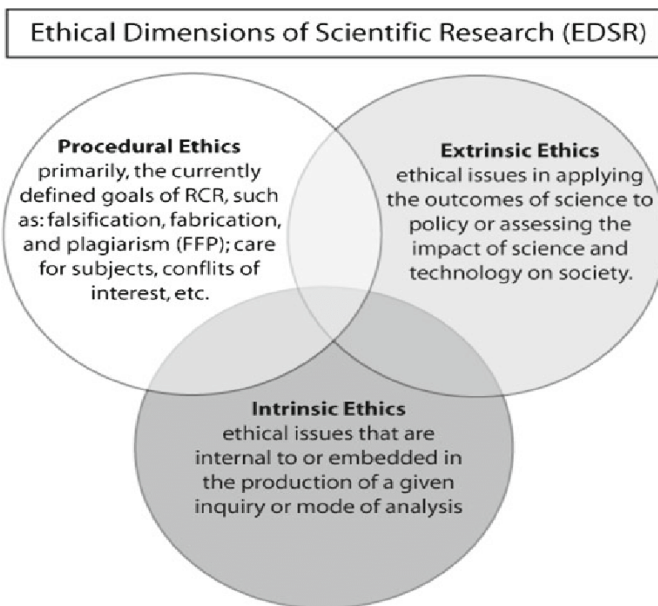 Ethical Dimensions of Scientific Research (EDSR)
Procedural Ethics
primarily, the currently
defined goals of RCR, such
as: falsification, fabrication,
and plagiarism (FFP); care
for subjects, conflits of
interest, etc.
Extrinsic Ethics
ethical issues in applying
the outcomes of science to
policy or assessing the
impact of science and
technology on society.
Intrinsic Ethics
ethical issues that are
internal to or embedded in
the production of a given
inquiry or mode of analysis